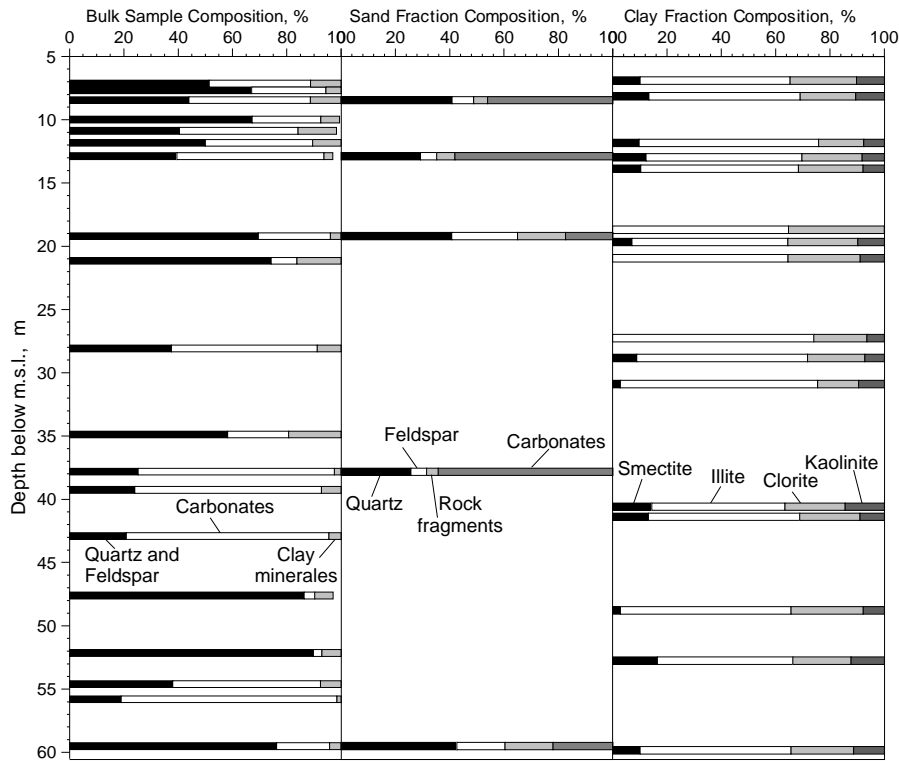 Bulk Sample Composition, %
Sand Fraction Composition, %
Clay Fraction Composition, %
0 20 40 60 80 100
0 20 40 60 80 100
0 20 40 60 80 100
5
10
15
20
25
30
35
40
45
50
55
60
Depth below m.s.l., m
Feldspar
Carbonates
Quartz
Rock
fragments
Smectite
Illite
Clorite
Kaolinite
Carbonates
Quartz and
Feldspar
Clay
minerales